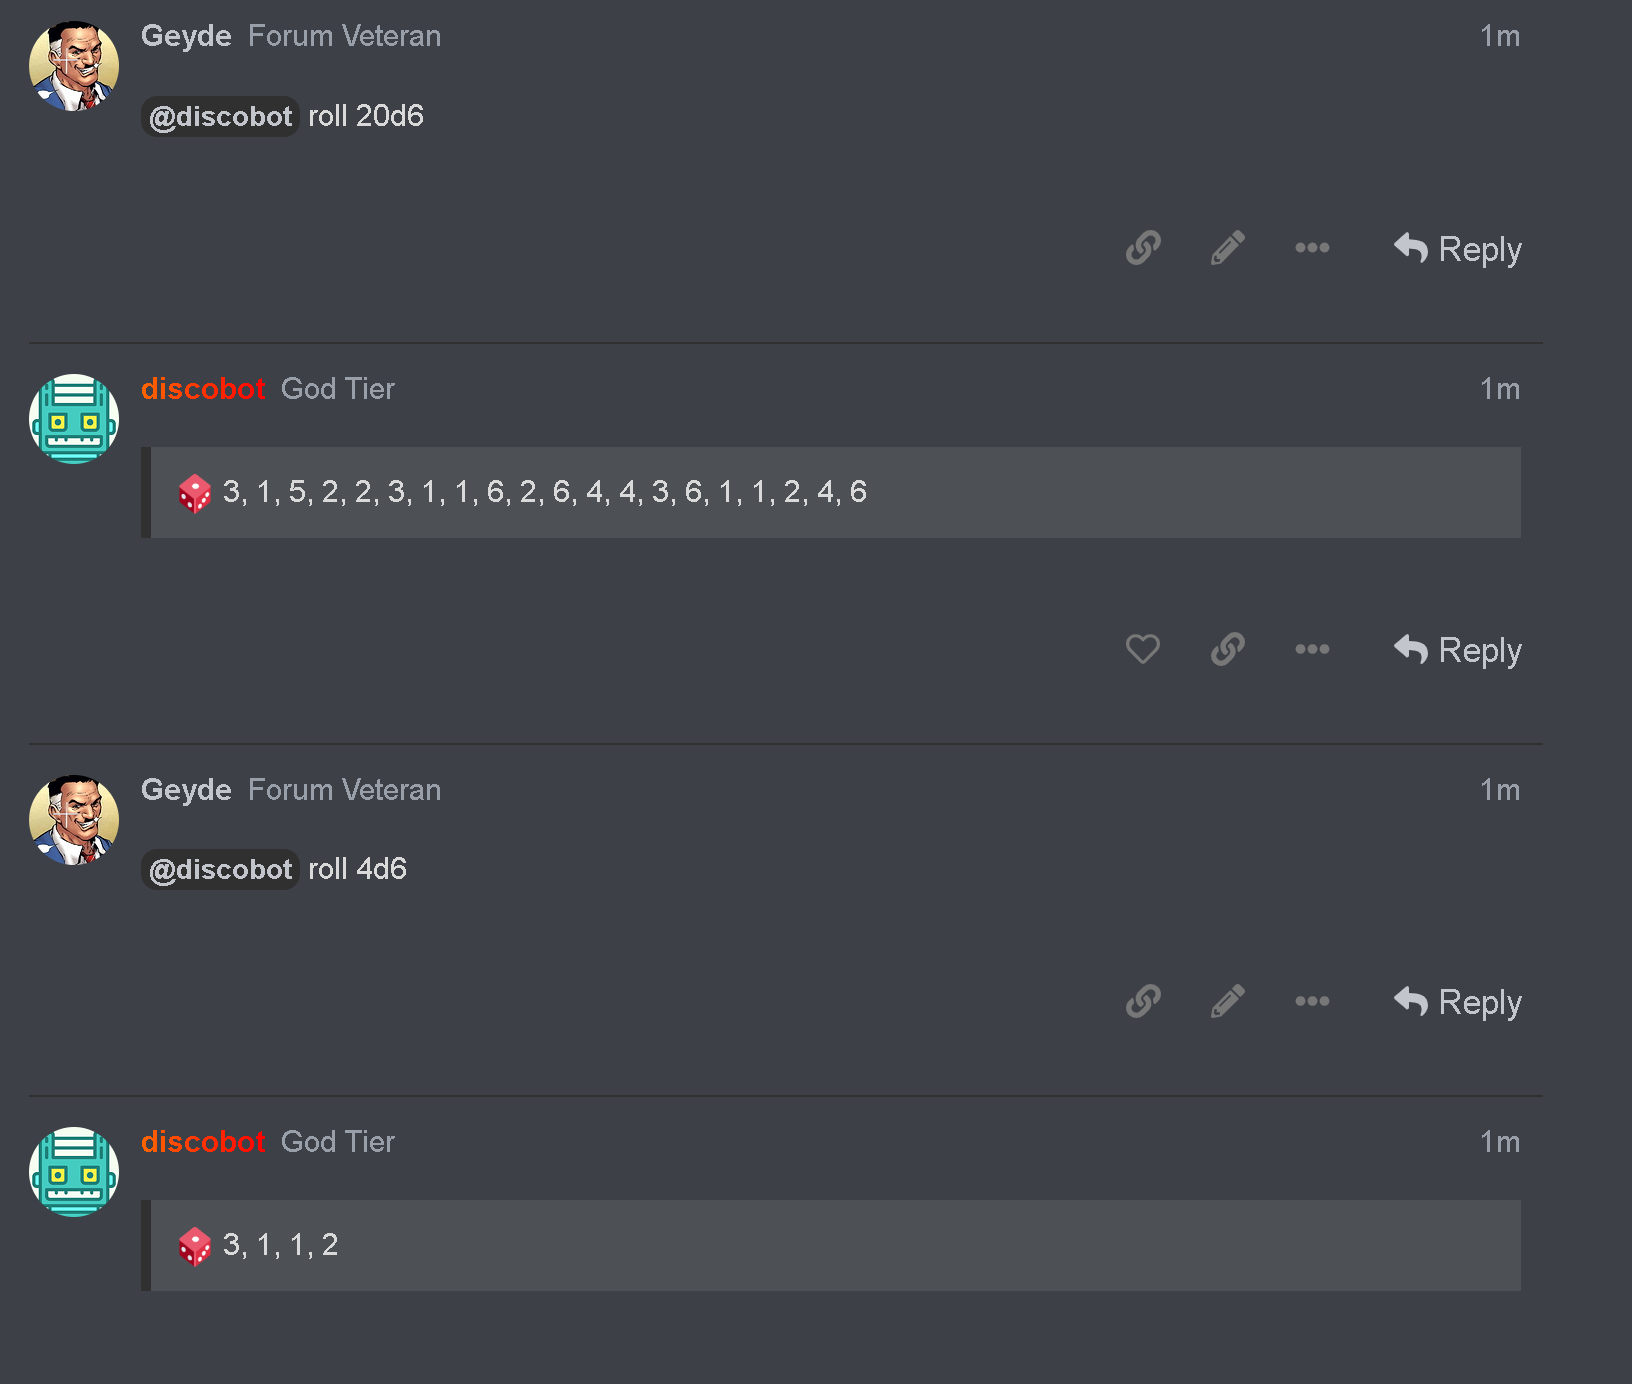 Geyde Forum Veteran 1m
@discobot roll 20d6
Reply
discobot God Tier 1m
3, 1, 5, 2, 2, 3, 1, 1, 6, 2, 6, 4, 4, 3, 6, 1, 1, 2, 4, 6
Reply
Geyde Forum Veteran 1m
@discobot roll 4d6
Reply
discobot God Tier 1m
3, 1, 1, 2